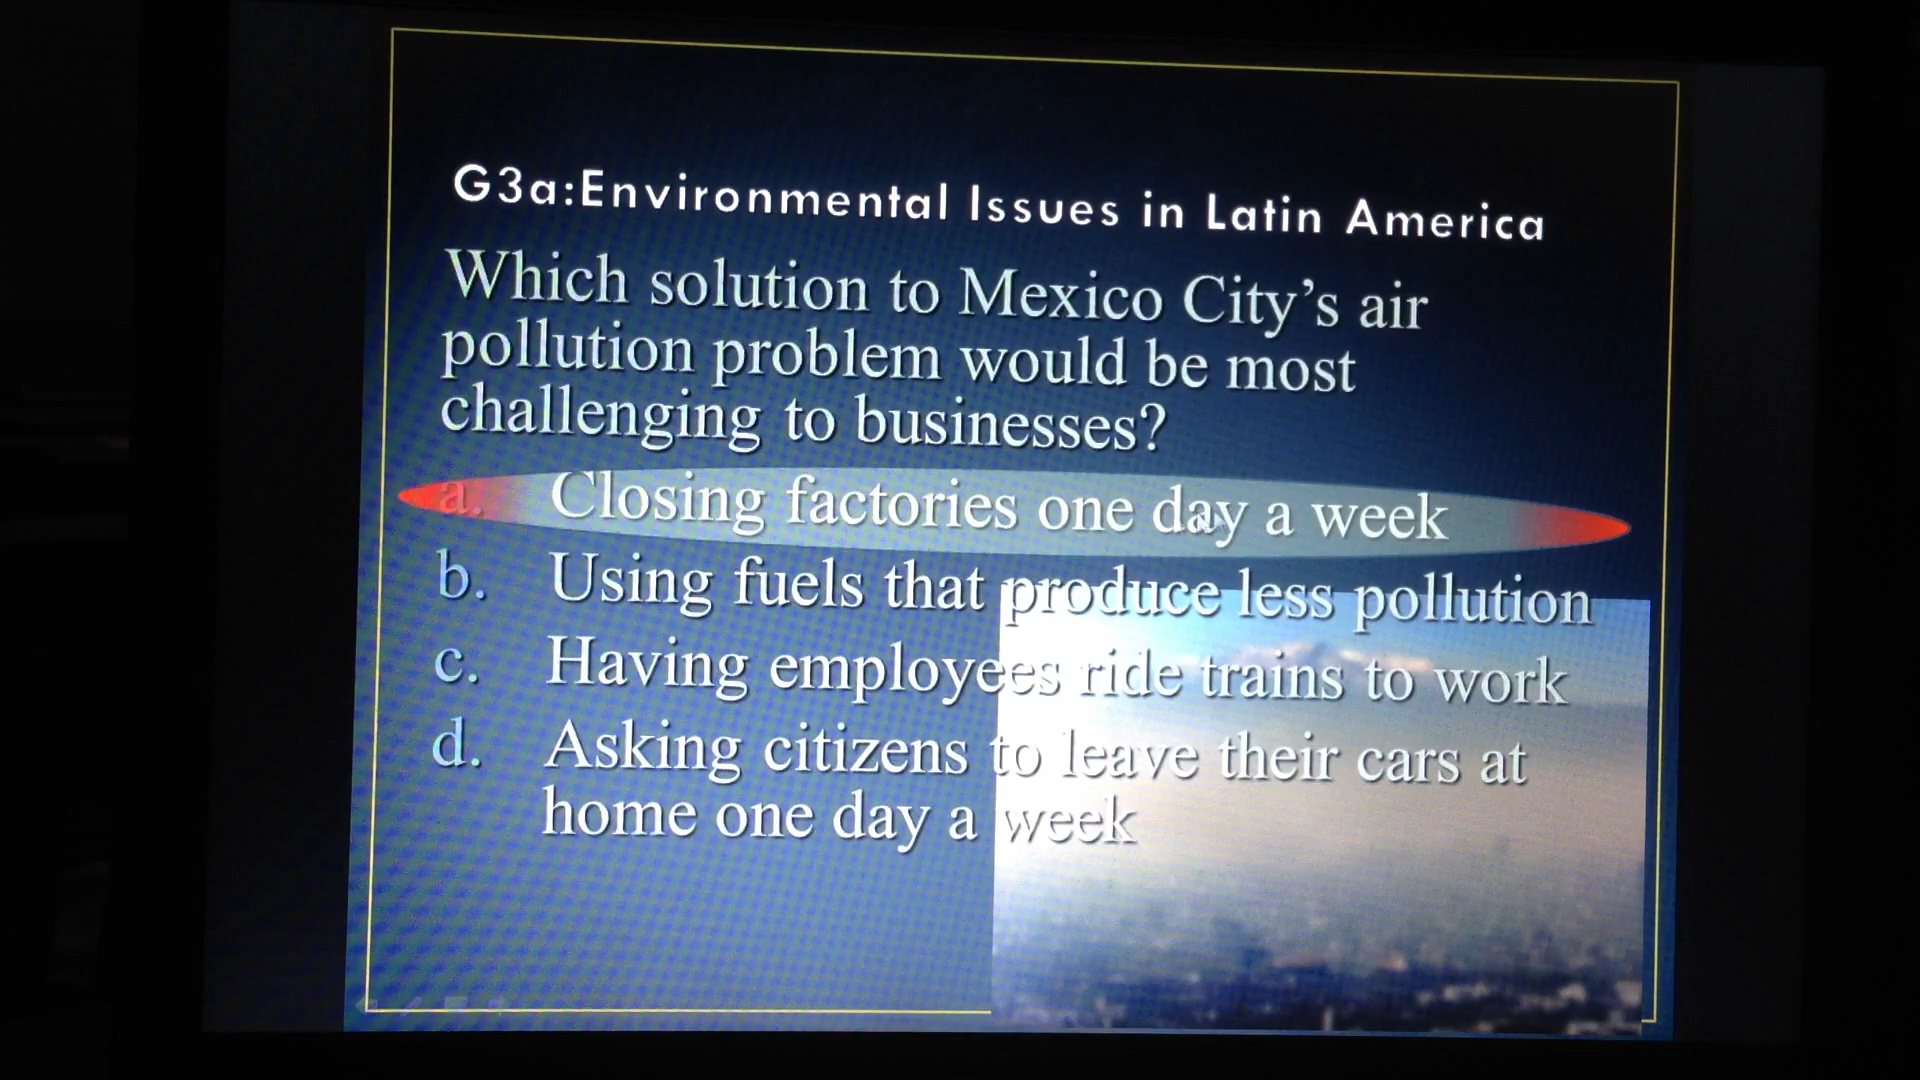 G3a:Environmental Issues in Latin America
Which solution to Mexico City's air
pollution problem would be most
challenging to businesses?
a. Closing factories one day a week
b. Using fuels that produce less pollution
c. Having employees ride trains to work
d. Asking citizens to leave their cars at
home one day a week